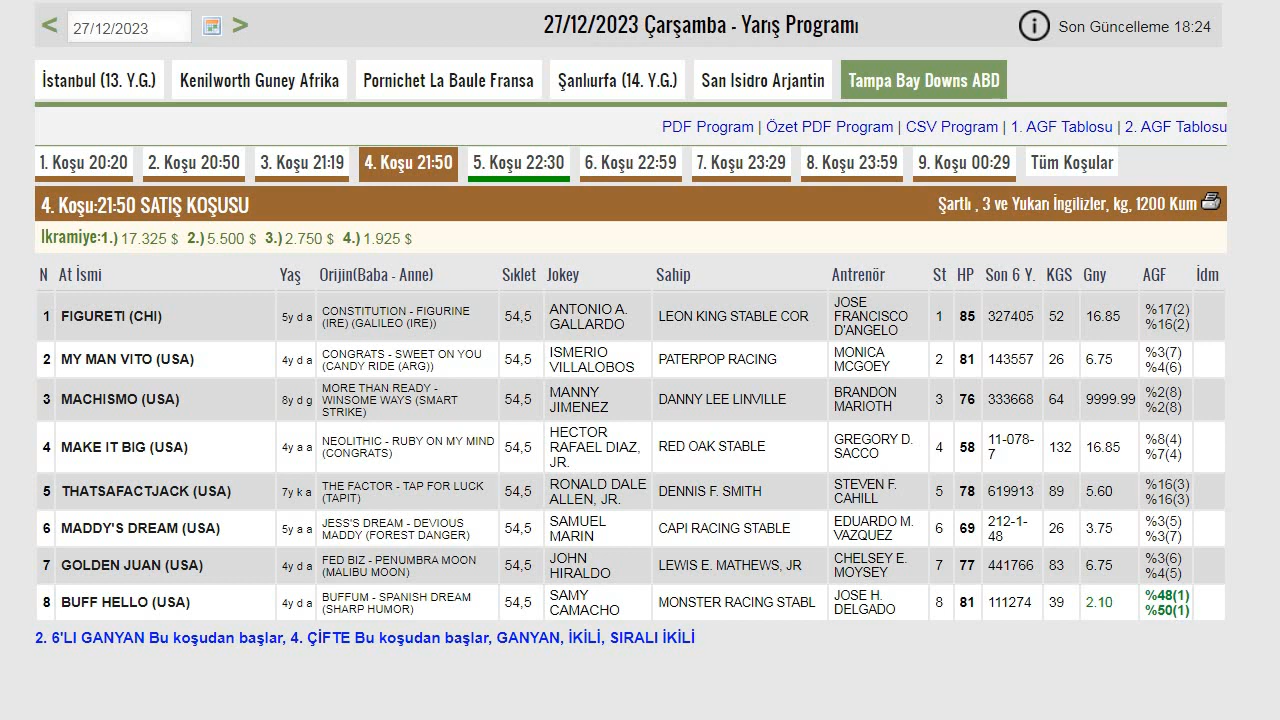 <
27/12/2023
>
27/12/2023 Çarşamba - Yarış Programı
Son Güncelleme 18:24
İstanbul (13. Y.G.) Kenilworth Guney Afrika Pornichet La Baule Fransa Şanlıurfa (14. Y.G.) San Isidro Arjantin Tampa Bay Downs ABD
PDF Program | Özet PDF Program | CSV Program | 1. AGF Tablosu | 2. AGF Tablosu
1. Koşu 20:20 2. Koşu 20:50 3. Koşu 21:19 4. Koşu 21:50 5. Koşu 22:30 6. Koşu 22:59 7. Koşu 23:29 8. Koşu 23:59 9. Koşu 00:29 Tüm Koşular
4. Koşu:21:50 SATIŞ KOŞUSU
Şartlı , 3 ve Yukarı İngilizler, kg, 1200 Kum
İkramiye:1.) 17.325 $ 2.) 5.500 $ 3.) 2.750 $ 4.) 1.925 $
N At İsmi Yaş Orijin(Baba - Anne) Sıklet Jokey Sahip Antrenör St HP Son 6 Y. KGS Gny AGF İdm
1 FIGURETI (CHI) 5y d a CONSTITUTION - FIGURINE (IRE) (GALILEO (IRE)) 54,5 ANTONIO A. GALLARDO LEON KING STABLE COR JOSE FRANCISCO D'ANGELO 1 85 327405 52 16.85 %17(2) %16(2)
2 MY MAN VITO (USA) 4y d a CONGRATS - SWEET ON YOU (CANDY RIDE (ARG)) 54,5 ISMERIO VILLALOBOS PATERPOP RACING MONICA MCGOEY 2 81 143557 26 6.75 %3(7) %4(6)
3 MACHISMO (USA) 8y d g MORE THAN READY - WINSOME WAYS (SMART STRIKE) 54,5 MANNY JIMENEZ DANNY LEE LINVILLE BRANDON MARIOTH 3 76 333668 64 9999.99 %2(8) %2(8)
4 MAKE IT BIG (USA) 4y a a NEOLITHIC - RUBY ON MY MIND (CONGRATS) 54,5 HECTOR RAFAEL DIAZ, JR. RED OAK STABLE GREGORY D. SACCO 4 58 11-078-7 132 16.85 %8(4) %7(4)
5 THATSAFACTJACK (USA) 7y k a THE FACTOR - TAP FOR LUCK (TAPIT) 54,5 RONALD DALE ALLEN, JR. DENNIS F. SMITH STEVEN F. CAHILL 5 78 619913 89 5.60 %16(3) %16(3)
6 MADDY'S DREAM (USA) 5y a a JESS'S DREAM - DEVIOUS MADDY (FOREST DANGER) 54,5 SAMUEL MARIN CAPI RACING STABLE EDUARDO M. VAZQUEZ 6 69 212-1-48 26 3.75 %3(5) %3(7)
7 GOLDEN JUAN (USA) 4y d a FED BIZ - PENUMBRA MOON (MALIBU MOON) 54,5 JOHN HIRALDO LEWIS E. MATHEWS, JR CHELSEY E. MOYSEY 7 77 441766 83 6.75 %3(6) %4(5)
8 BUFF HELLO (USA) 4y d a BUFFUM - SPANISH DREAM (SHARP HUMOR) 54,5 SAMY CAMACHO MONSTER RACING STABL JOSE H. DELGADO 8 81 111274 39 2.10 %48(1) %50(1)
2. 6'LI GANYAN Bu koşudan başlar, 4. ÇİFTE Bu koşudan başlar, GANYAN, İKİLİ, SIRALI İKİLİ